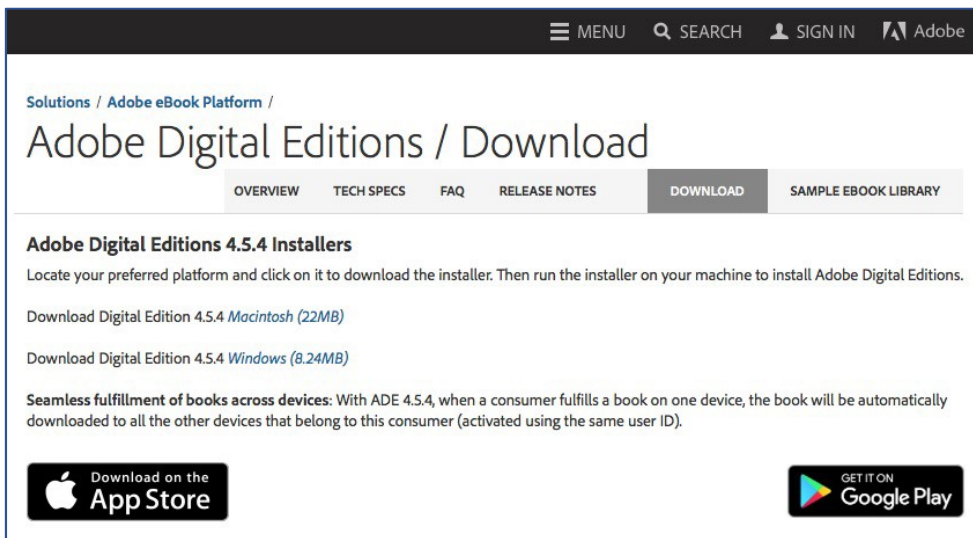 MENU SEARCH SIGN IN Adobe
Solutions / Adobe eBook Platform /
Adobe Digital Editions / Download
OVERVIEW TECH SPECS FAQ RELEASE NOTES DOWNLOAD SAMPLE EBOOK LIBRARY
Adobe Digital Editions 4.5.4 Installers
Locate your preferred platform and click on it to download the installer. Then run the installer on your machine to install Adobe Digital Editions.
Download Digital Edition 4.5.4 Macintosh (22MB)
Download Digital Edition 4.5.4 Windows (8.24MB)
Seamless fulfillment of books across devices: With ADE 4.5.4, when a consumer fulfills a book on one device, the book will be automatically
downloaded to all the other devices that belong to this consumer (activated using the same user ID).
Download on the
App Store
GET IT ON
Google Play